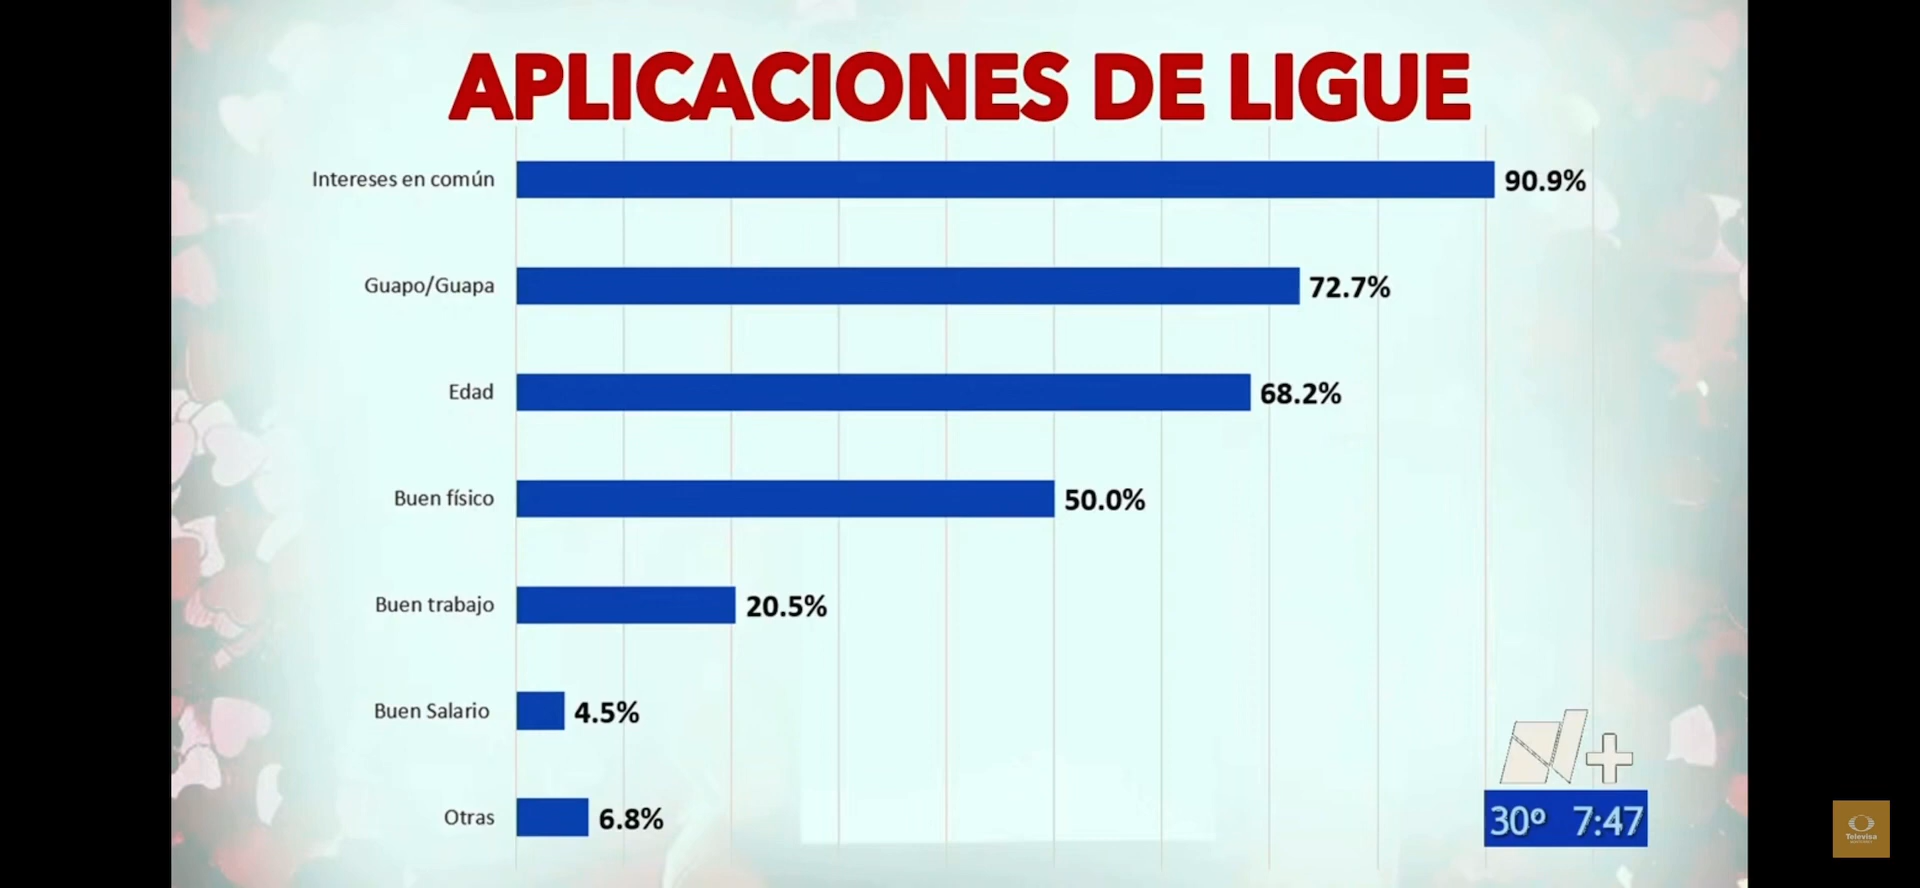 APLICACIONES DE LIGUE
Intereses en común 90.9%
Guapo/Guapa 72.7%
Edad 68.2%
Buen físico 50.0%
Buen trabajo 20.5%
Buen Salario 4.5%
Otras 6.8%
N+
30º 7:47
Televisa